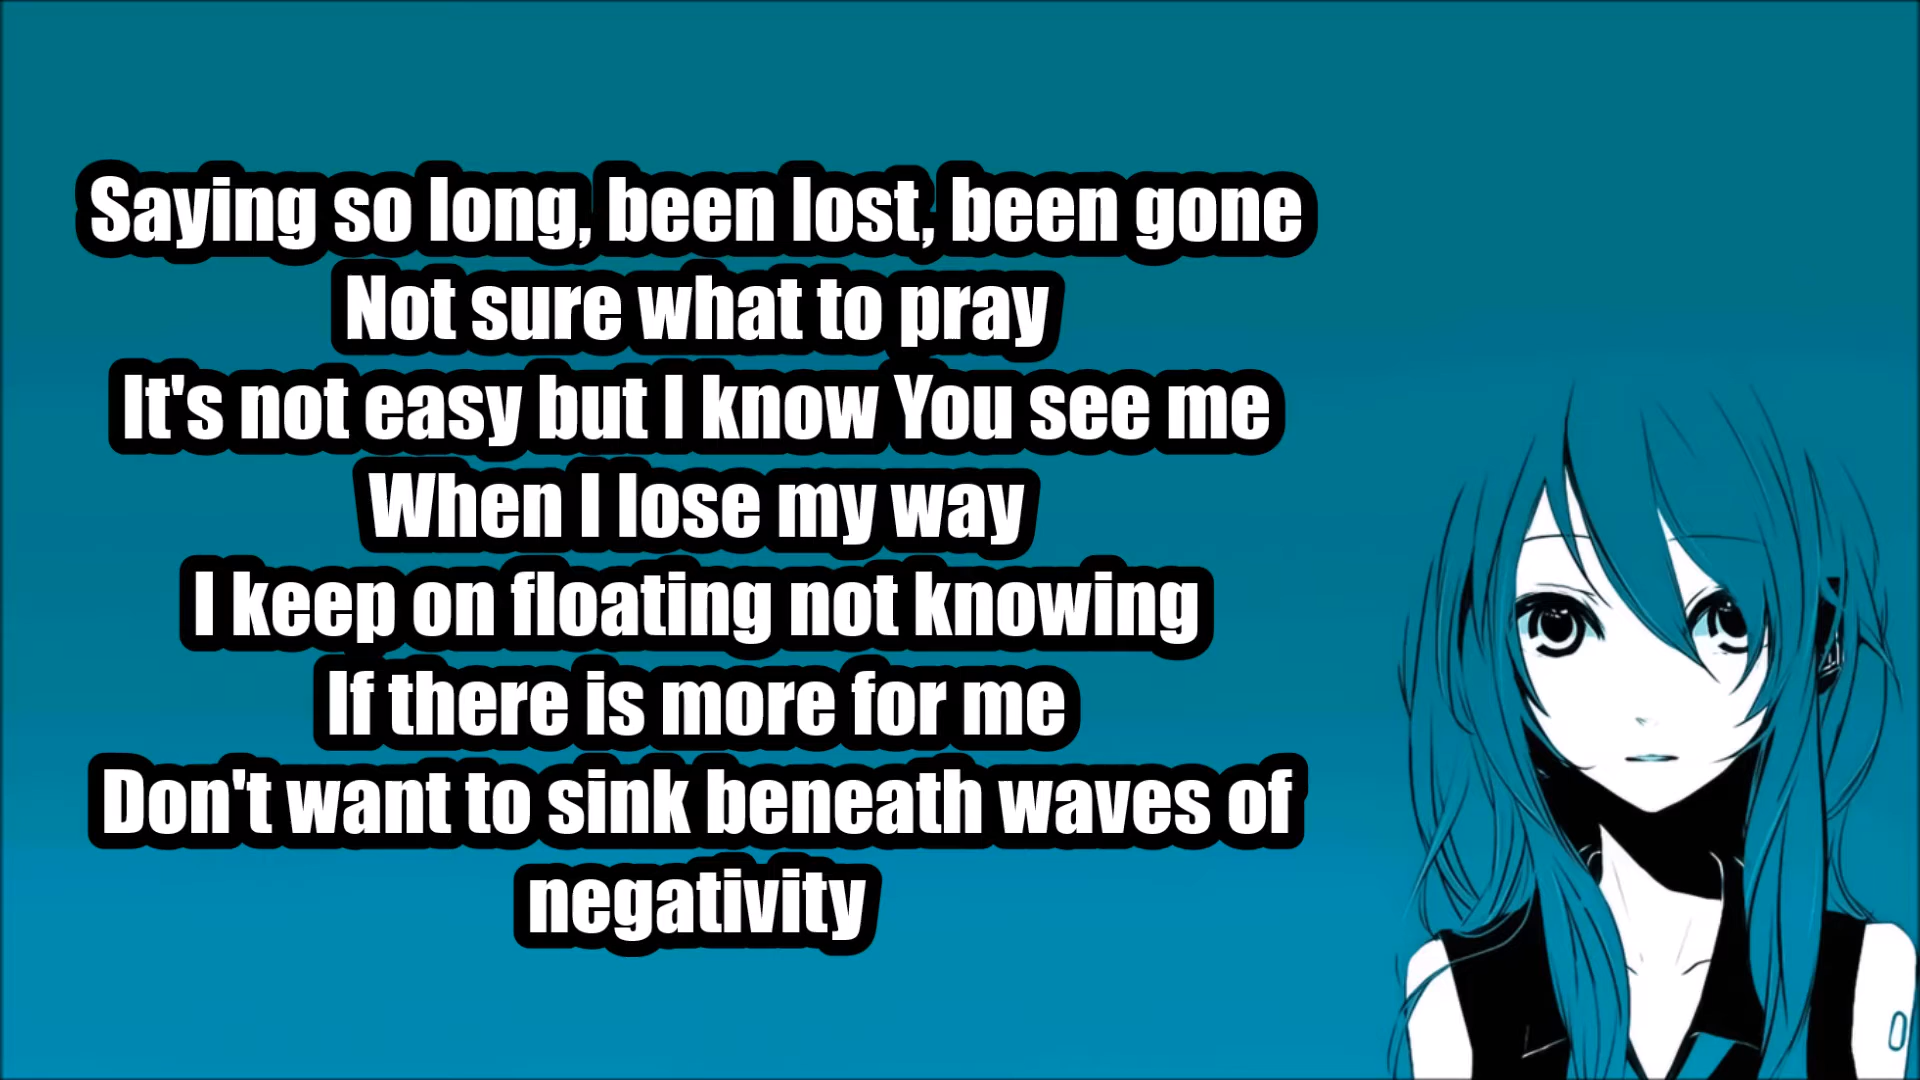 Saying so long, been lost, been gone
Not sure what to pray
It's not easy but I know You see me
When I lose my way
I keep on floating not knowing
If there is more for me
Don't want to sink beneath waves of
negativity
0